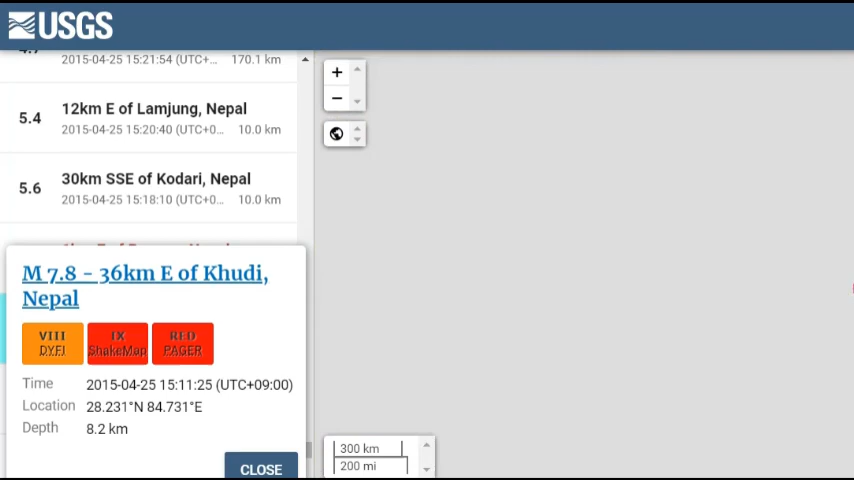 USGS
2015-04-25 15:21:54 (UTC+... 170.1 km
12km E of Lamjung, Nepal
5.4
2015-04-25 15:20:40 (UTC+0... 10.0 km
30km SSE of Kodari, Nepal
5.6
2015-04-25 15:18:10 (UTC+0... 10.0 km
M 7.8 - 36km E of Khudi,
Nepal
VIII IX RED
DYFI ShakeMap PAGER
Time 2015-04-25 15:11:25 (UTC+09:00)
Location 28.231°N 84.731°E
Depth 8.2 km
CLOSE
+
−
300 km
200 mi